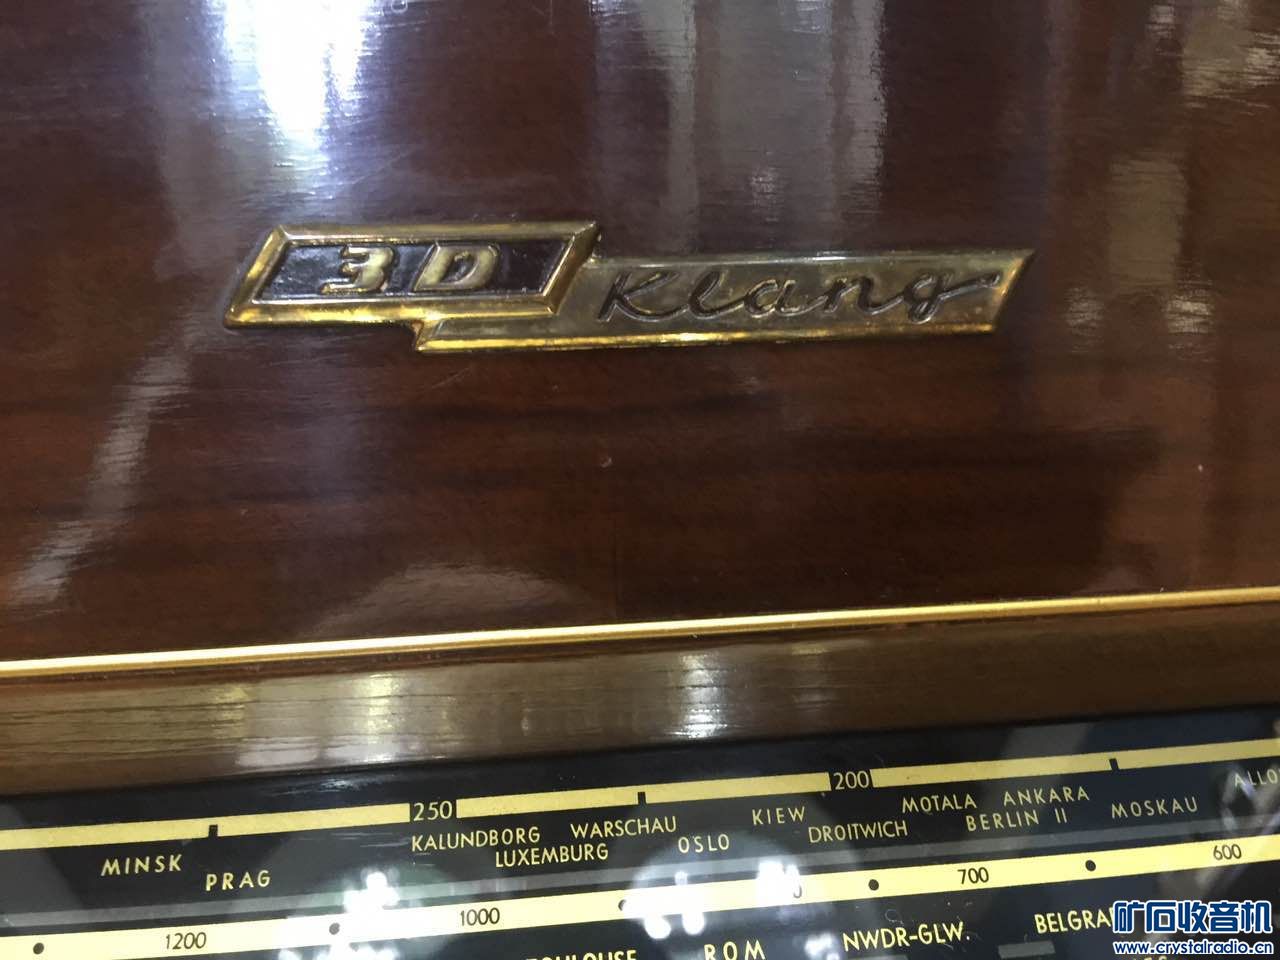 3D Klang
250
200
KALUNDBORG WARSCHAU KIEW MOTALA ANKARA
MINSK LUXEMBURG OSLO DROITWICH BERLIN II MOSKAU
PRAG
1200 1000 700 600
ROM NWDR-GLW.
矿石收音机
www.crystalradio.cn